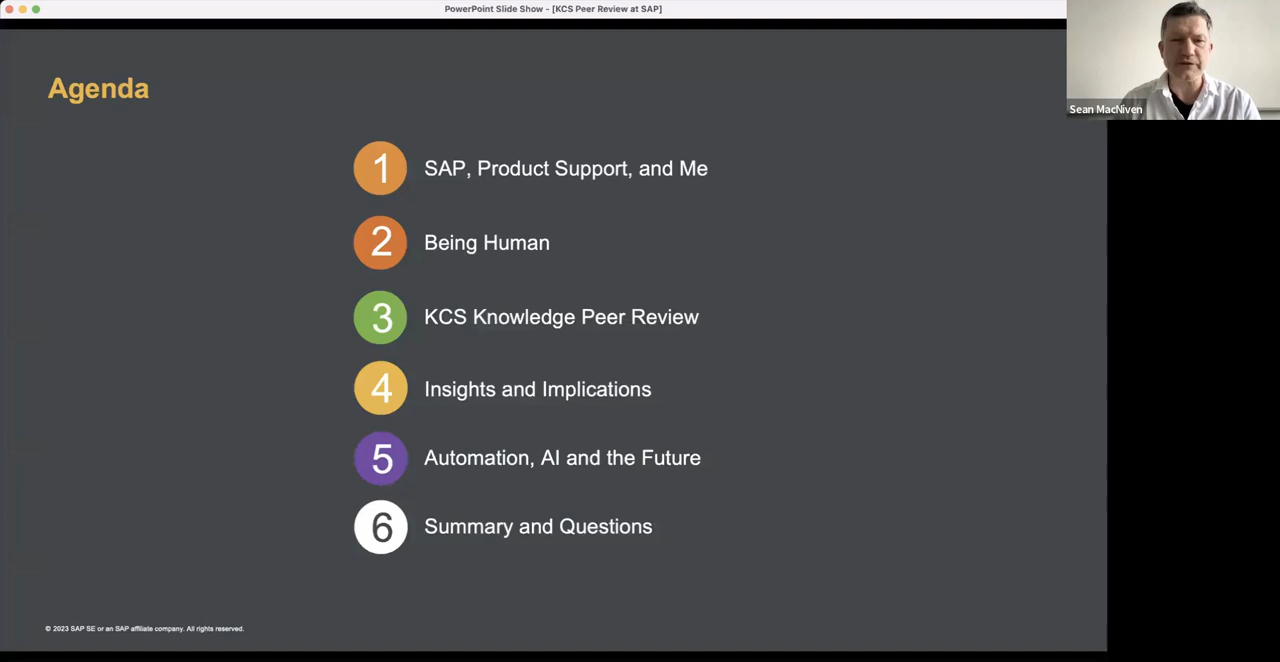 PowerPoint Slide Show - [KCS Peer Review at SAP]
Sean MacNiven
Agenda
1 SAP, Product Support, and Me
2 Being Human
3 KCS Knowledge Peer Review
4 Insights and Implications
5 Automation, AI and the Future
6 Summary and Questions
© 2023 SAP SE or an SAP affiliate company. All rights reserved.